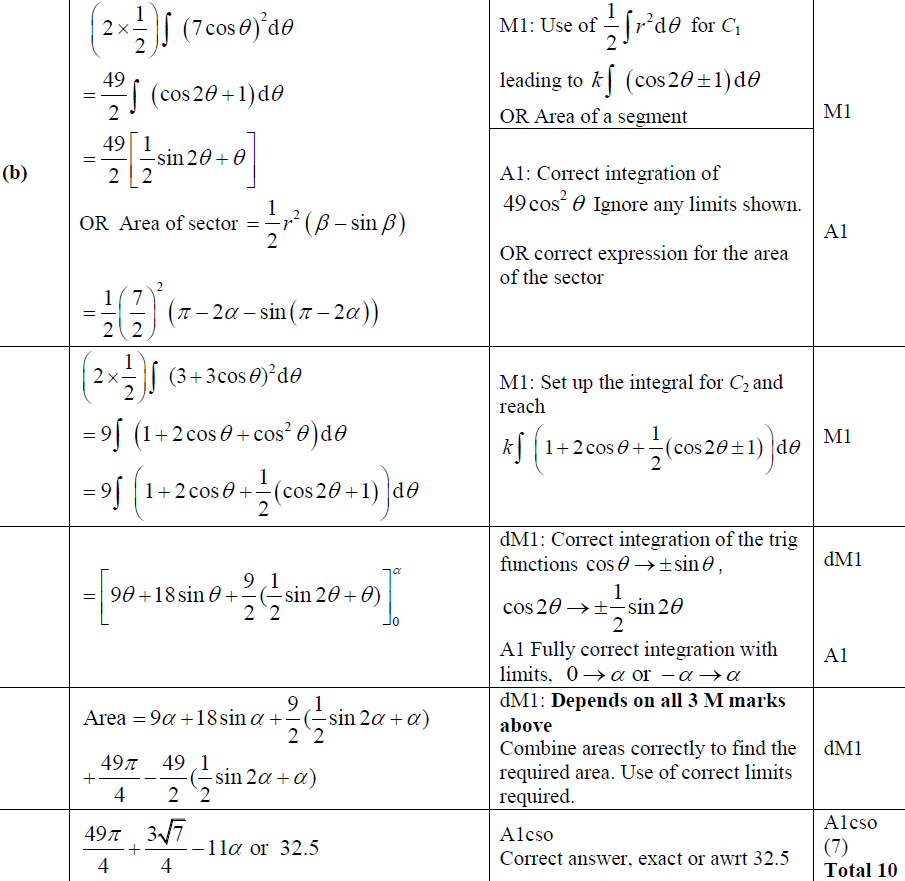 (b)
(2×1/2)∫ (7cosθ)²dθ
= 49/2 ∫ (cos2θ+1)dθ
= 49/2 [1/2 sin2θ+θ]
OR Area of sector = 1/2 r²(β−sinβ)
= 1/2 (7/2)² (π−2α−sin(π−2α))
M1: Use of 1/2 ∫r²dθ for C₁
leading to k∫ (cos2θ±1)dθ
OR Area of a segment
M1
A1: Correct integration of
49cos²θ Ignore any limits shown.
OR correct expression for the area
of the sector
A1
(2×1/2)∫ (3+3cosθ)²dθ
= 9∫ (1+2cosθ+cos²θ)dθ
= 9∫ (1+2cosθ+1/2(cos2θ+1))dθ
M1: Set up the integral for C₂ and
reach
k∫ (1+2cosθ+1/2(cos2θ±1))dθ
M1
= [9θ+18sinθ+9/2(1/2 sin2θ+θ)]₀^α
dM1: Correct integration of the trig
functions cosθ→±sinθ,
cos2θ→±1/2 sin2θ
dM1
A1 Fully correct integration with
limits, 0→α or −α→α
A1
Area = 9α+18sinα+9/2(1/2 sin2α+α)
+49π/4−49/2(1/2 sin2α+α)
dM1: Depends on all 3 M marks
above
Combine areas correctly to find the
required area. Use of correct limits
required.
dM1
49π/4+3√7/4−11α or 32.5
A1cso
Correct answer, exact or awrt 32.5
A1cso
(7)
Total 10